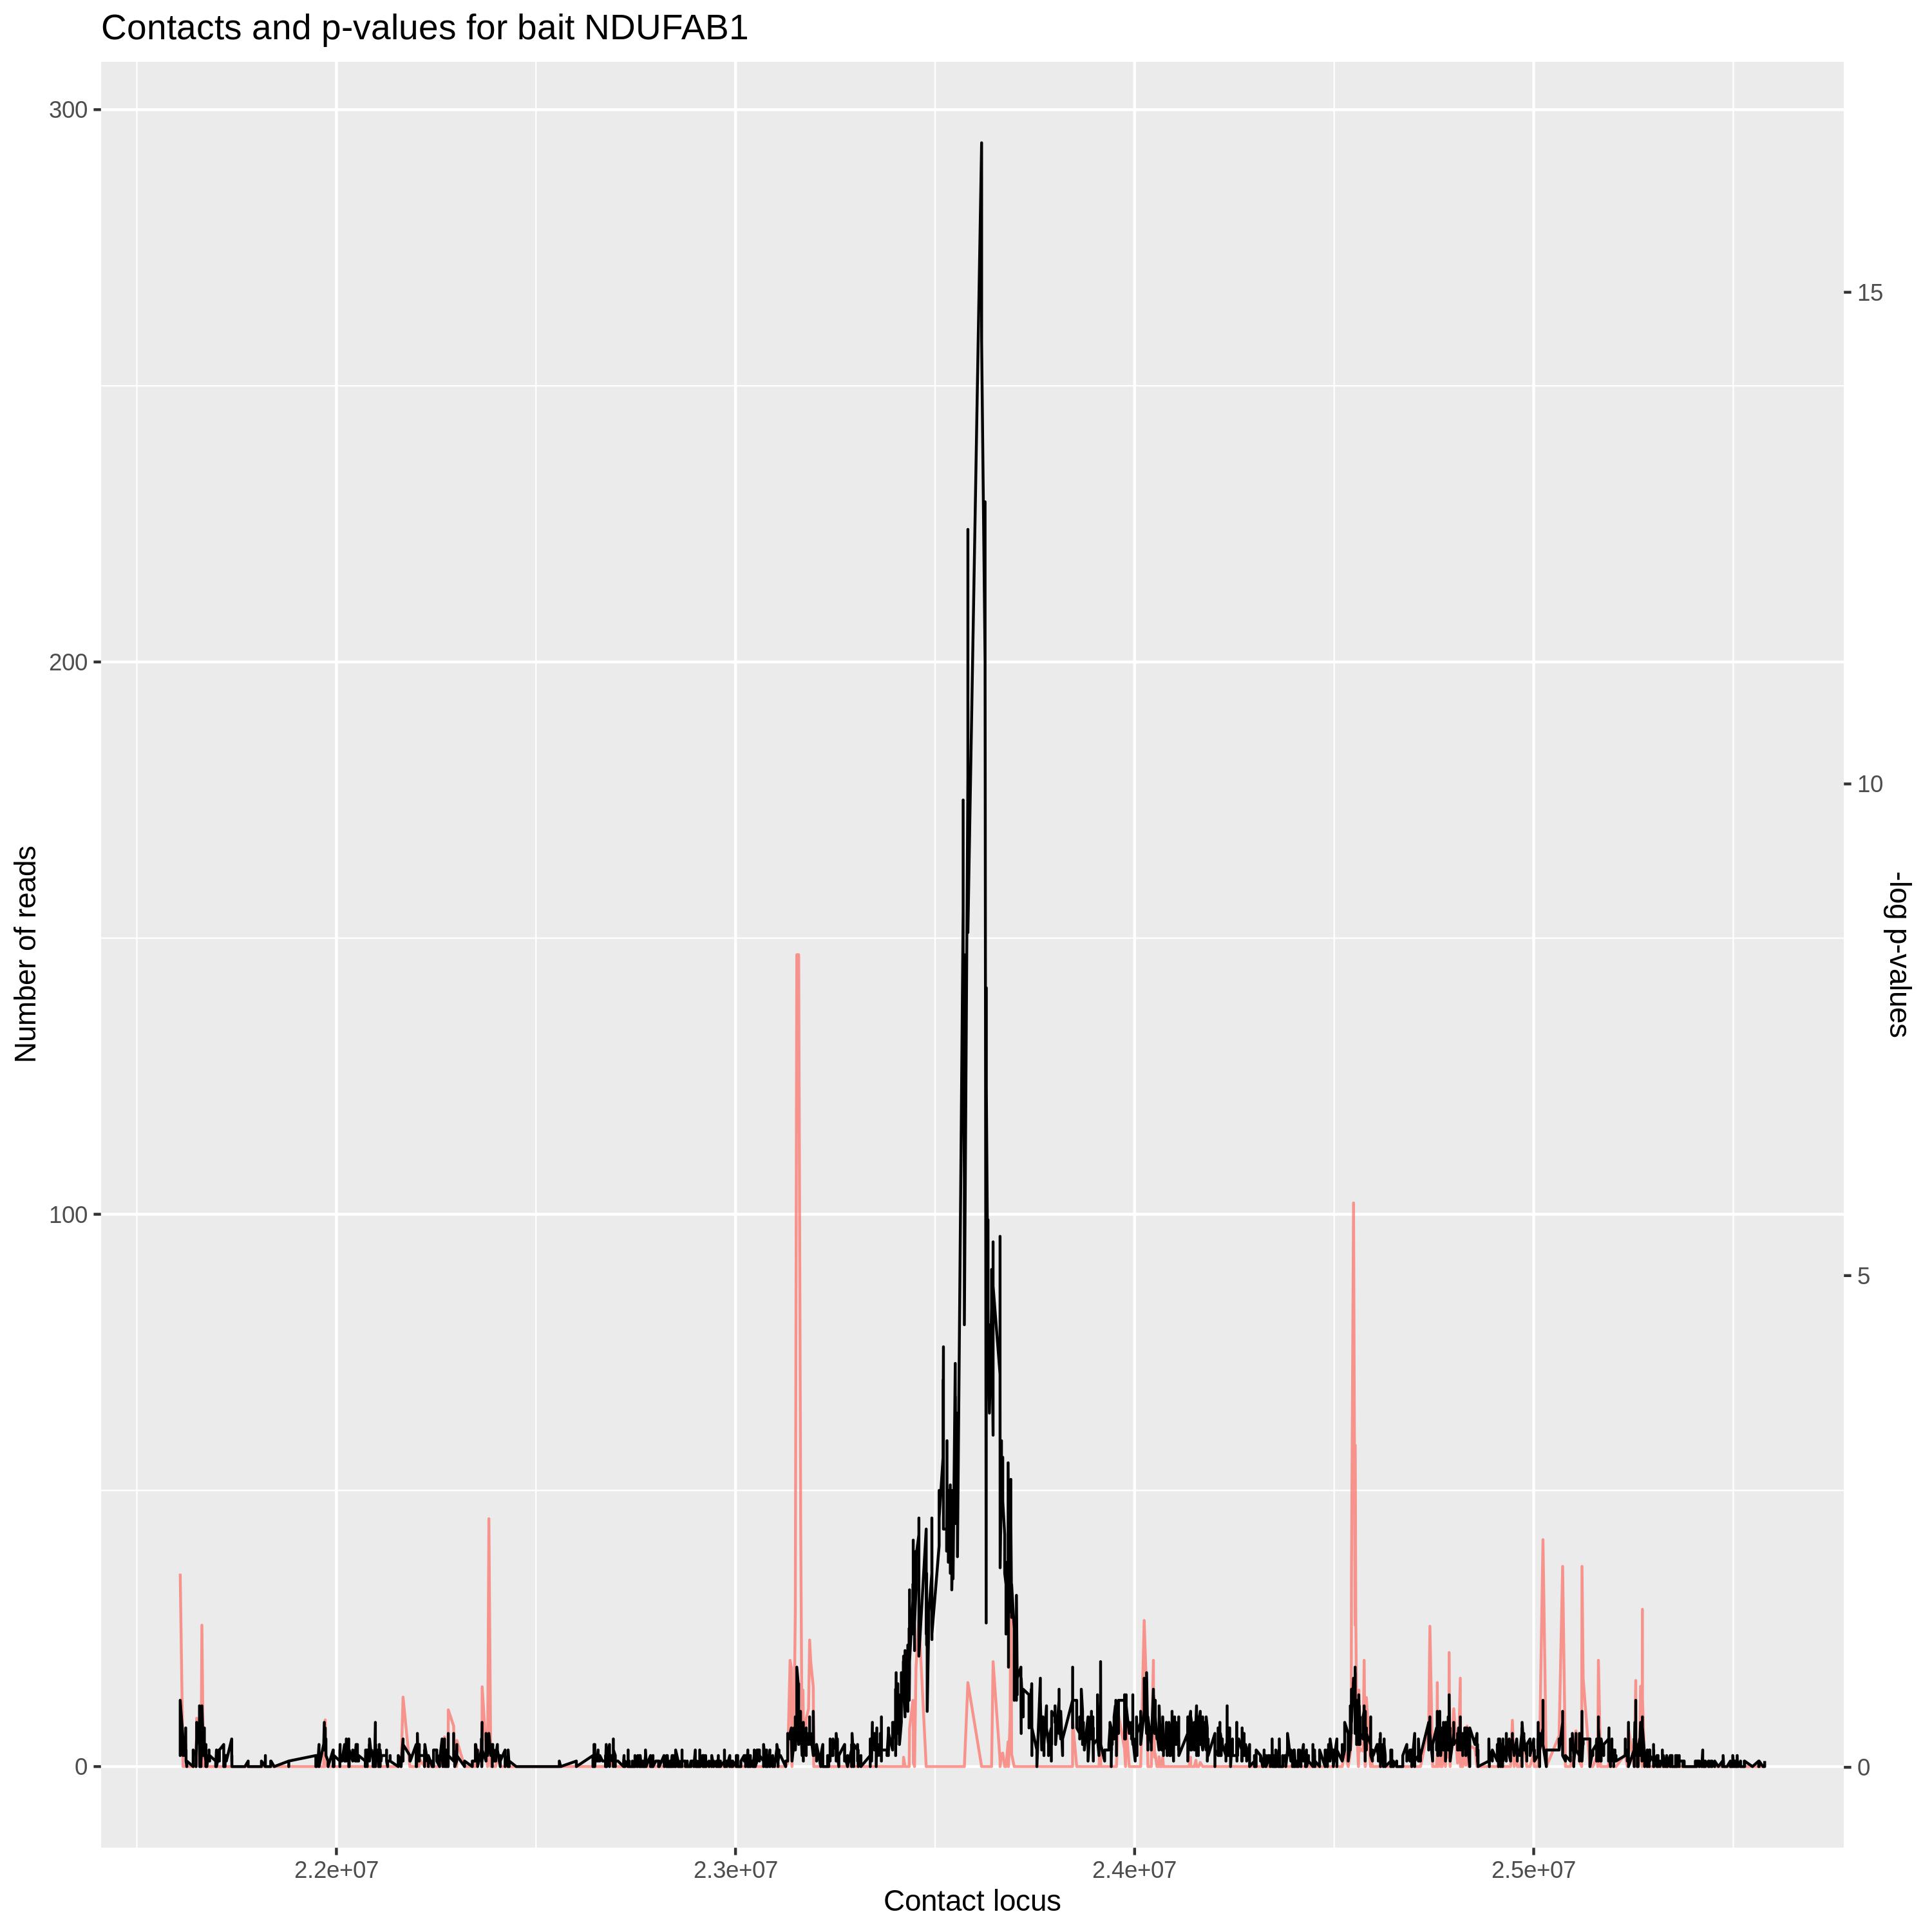 Contacts and p-values for bait NDUFAB1
300
200
100
0
Number of reads
15
10
5
0
-log p-values
2.2e+07
2.3e+07
2.4e+07
2.5e+07
Contact locus